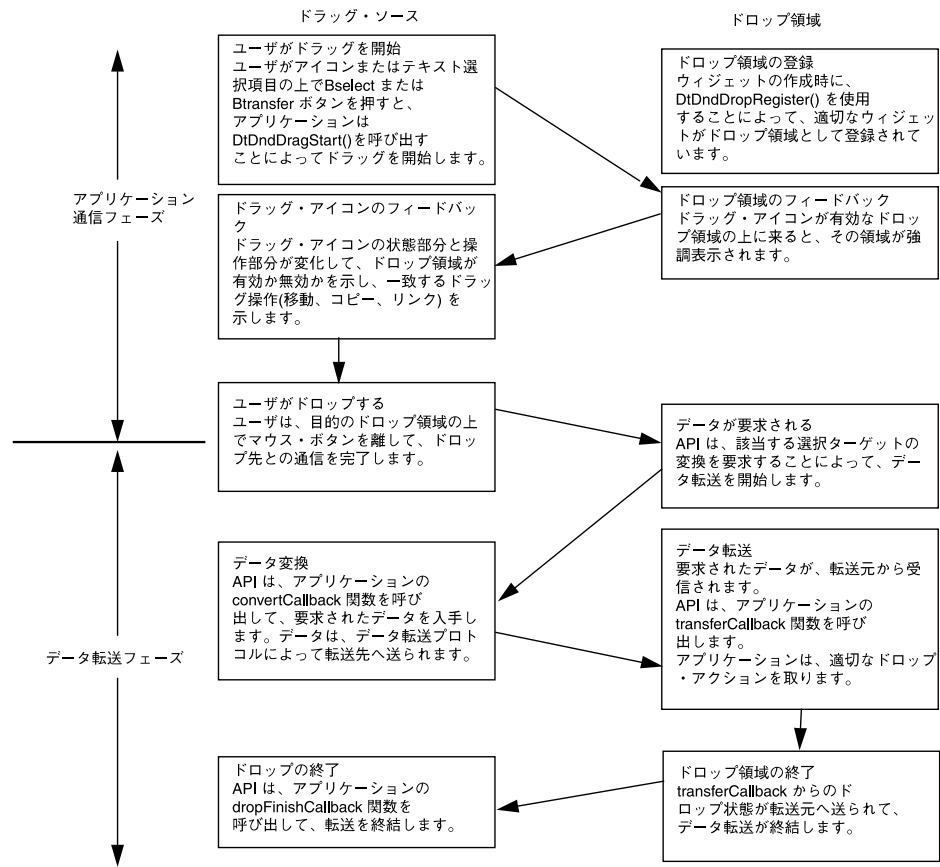 ドラッグ・ソース
ドロップ領域
ユーザがドラッグを開始
ユーザがアイコンまたはテキスト選
択項目の上でBselect または
Btransfer ボタンを押すと、
アプリケーションは
DtDndDragStart()を呼び出す
ことによってドラッグを開始します。
ドロップ領域の登録
ウィジェットの作成時に、
DtDndDropRegister() を使用
することによって、適切なウィジェッ
トがドロップ領域として登録されて
います。
アプリケーション
通信フェーズ
ドラッグ・アイコンのフィードバッ
ク
ドラッグ・アイコンの状態部分と操
作部分が変化して、ドロップ領域が
有効か無効かを示し、一致するドラッ
グ操作(移動、コピー、リンク) を
示します。
ドロップ領域のフィードバック
ドラッグ・アイコンが有効なドロッ
プ領域の上に来ると、その領域が強
調表示されます。
ユーザがドロップする
ユーザは、目的のドロップ領域の上
でマウス・ボタンを離して、ドロッ
プ先との通信を完了します。
データが要求される
API は、該当する選択ターゲットの
変換を要求することによって、デー
タ転送を開始します。
データ変換
API は、アプリケーションの
convertCallback 関数を呼び
出して、要求されたデータを入手し
ます。データは、データ転送プロト
コルによって転送先へ送られます。
データ転送
要求されたデータが、転送元から受
信されます。
API は、アプリケーションの
transferCallback 関数を呼び
出します。
アプリケーションは、適切なドロップ
・アクションを取ります。
データ転送フェーズ
ドロップの終了
API は、アプリケーションの
dropFinishCallback 関数を
呼び出して、転送を終結します。
ドロップ領域の終了
transferCallback からのド
ロップ状態が転送元へ送られて、
データ転送が終結します。